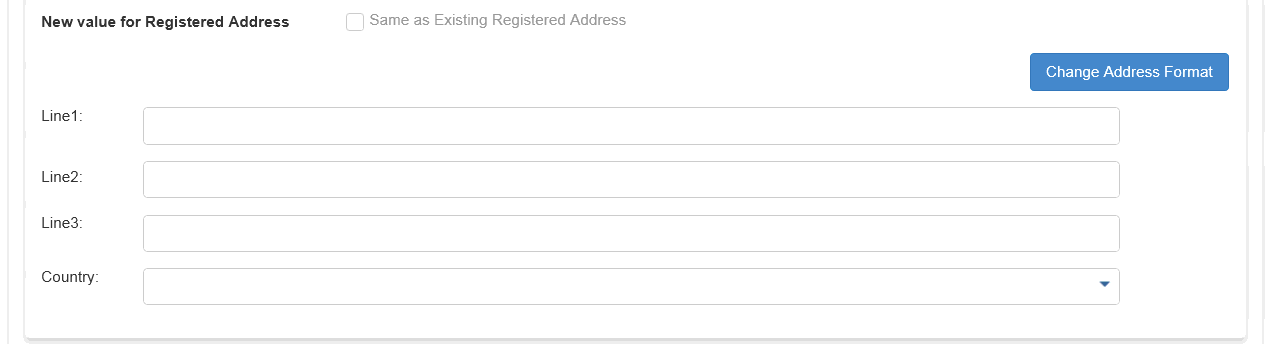 New value for Registered Address
Same as Existing Registered Address
Change Address Format
Line1:
Line2:
Line3:
Country: